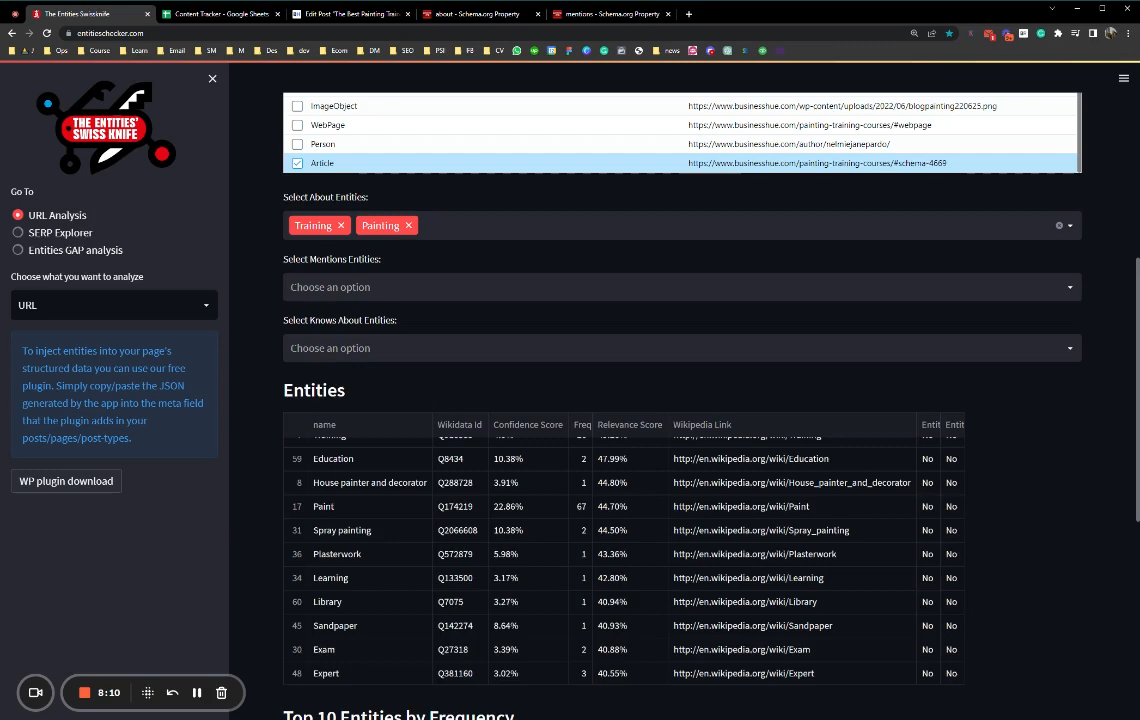 The Entities Swissknife
Content Tracker - Google Sheets
Edit Post "The Best Painting Train
about - Schema.org Property
mentions - Schema.org Property
entitieschecker.com
Ops
Course
Learn
Email
SM
M
Des
dev
Ecom
DM
SEO
PSI
FB
CV
news
THE ENTITIES'
SWISS KNIFE
Go To
URL Analysis
SERP Explorer
Entities GAP analysis
Choose what you want to analyze
URL
To inject entities into your page's
structured data you can use our free
plugin. Simply copy/paste the JSON
generated by the app into the meta field
that the plugin adds in your
posts/pages/post-types.
WP plugin download
8:10
ImageObject https://www.businesshue.com/wp-content/uploads/2022/06/blogpainting220625.png
WebPage https://www.businesshue.com/painting-training-courses/#webpage
Person https://www.businesshue.com/author/nelmiejanepardo/
Article https://www.businesshue.com/painting-training-courses/#schema-4669
Select About Entities:
Training Painting
Select Mentions Entities:
Choose an option
Select Knows About Entities:
Choose an option
Entities
name Wikidata Id Confidence Score Freq Relevance Score Wikipedia Link Entit Entit
59 Education Q8434 10.38% 2 47.99% http://en.wikipedia.org/wiki/Education No No
8 House painter and decorator Q288728 3.91% 1 44.80% http://en.wikipedia.org/wiki/House_painter_and_decorator No No
17 Paint Q174219 22.86% 67 44.70% http://en.wikipedia.org/wiki/Paint No No
31 Spray painting Q2066608 10.38% 2 44.50% http://en.wikipedia.org/wiki/Spray_painting No No
36 Plasterwork Q572879 5.98% 1 43.36% http://en.wikipedia.org/wiki/Plasterwork No No
34 Learning Q133500 3.17% 1 42.80% http://en.wikipedia.org/wiki/Learning No No
60 Library Q7075 3.27% 1 40.94% http://en.wikipedia.org/wiki/Library No No
45 Sandpaper Q142274 8.64% 1 40.93% http://en.wikipedia.org/wiki/Sandpaper No No
30 Exam Q27318 3.39% 2 40.88% http://en.wikipedia.org/wiki/Exam No No
48 Expert Q381160 3.02% 3 40.55% http://en.wikipedia.org/wiki/Expert No No
Top 10 Entities by Frequency